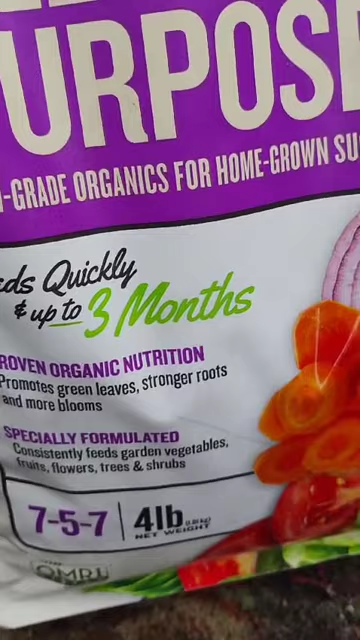 URPOSE
-GRADE ORGANICS FOR HOME-GROWN SU
ds Quickly
& up to 3 Months
ROVEN ORGANIC NUTRITION
Promotes green leaves, stronger roots
and more blooms
SPECIALLY FORMULATED
Consistently feeds garden vegetables,
fruits, flowers, trees & shrubs
7-5-7 4lb
NET WEIGHT
OMRI